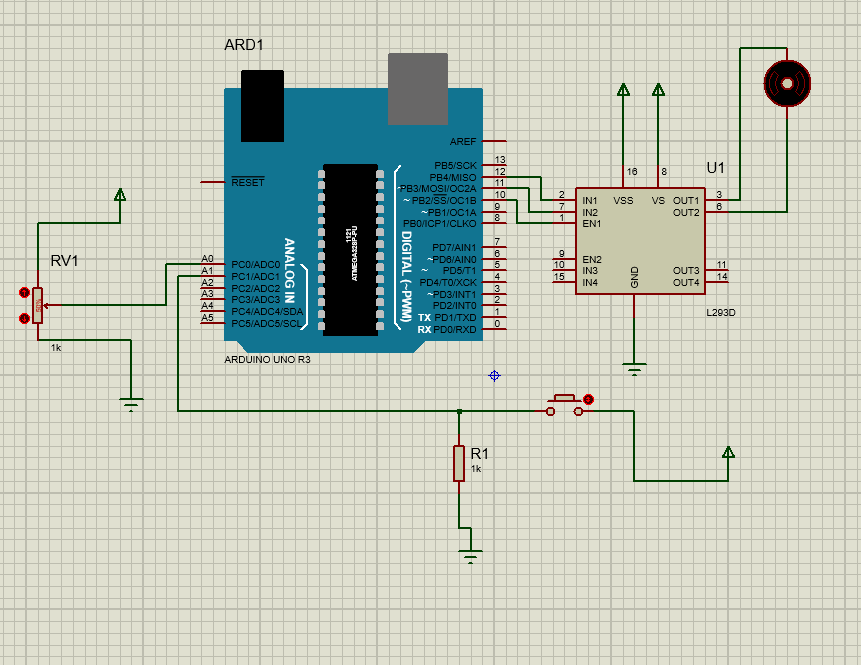 ARD1
AREF
RESET
PB5/SCK 13
PB4/MISO 12
PB3/MOSI/OC2A 11
~ PB2/SS/OC1B 10
~ PB1/OC1A 9
PB0/ICP1/CLKO 8
PD7/AIN1 7
~ PD6/AIN0 6
~ PD5/T1 5
PD4/T0/XCK 4
~ PD3/INT1 3
PD2/INT0 2
TX PD1/TXD 1
RX PD0/RXD 0
A0 PC0/ADC0
A1 PC1/ADC1
A2 PC2/ADC2
A3 PC3/ADC3
A4 PC4/ADC4/SDA
A5 PC5/ADC5/SCL
ANALOG IN
1121
ATMEGA328P-PU
DIGITAL (~PWM)
ARDUINO UNO R3
RV1
50%
1k
U1
16 8
VSS VS
2 IN1
7 IN2
1 EN1
9 EN2
10 IN3
15 IN4
OUT1 3
OUT2 6
OUT3 11
OUT4 14
GND
L293D
R1
1k